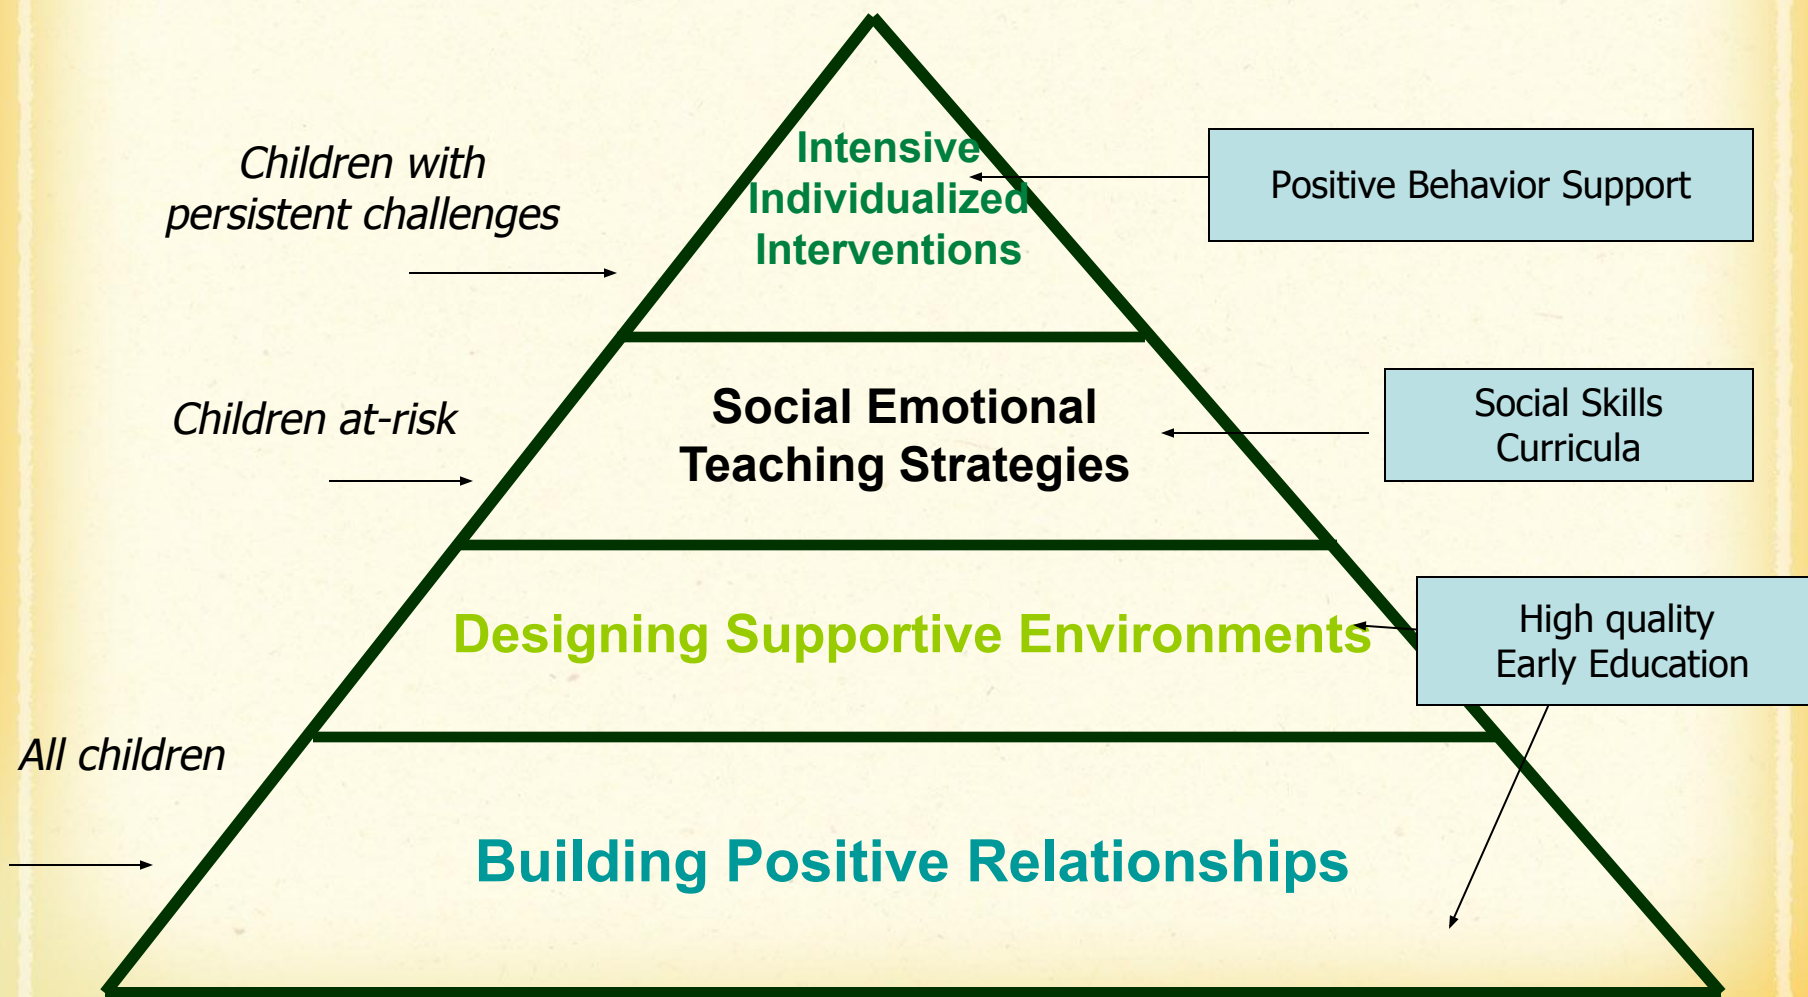 Children with
persistent challenges
Intensive
Individualized
Interventions
Positive Behavior Support
Children at-risk
Social Emotional
Teaching Strategies
Social Skills
Curricula
Designing Supportive Environments
High quality
Early Education
All children
Building Positive Relationships